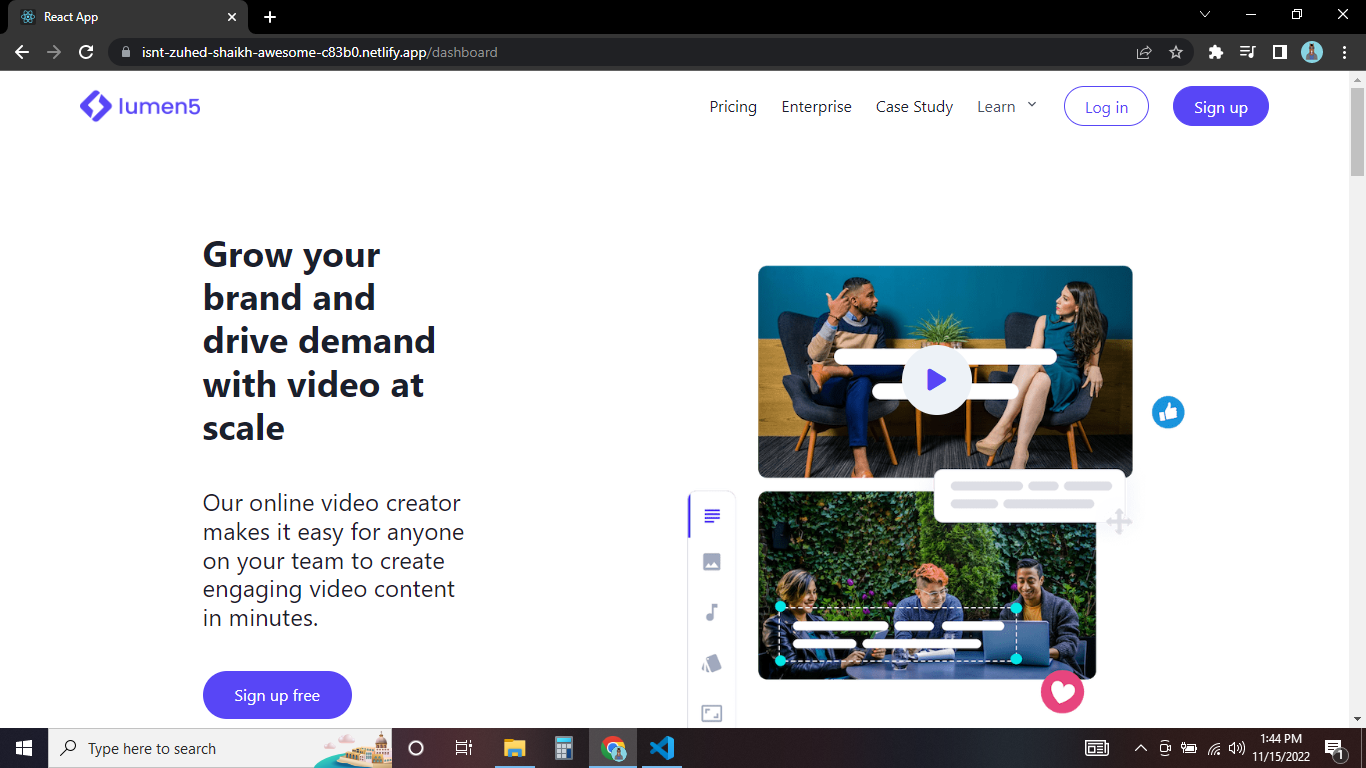 React App
isnt-zuhed-shaikh-awesome-c83b0.netlify.app/dashboard
lumen5
Pricing
Enterprise
Case Study
Learn
Log in
Sign up
Grow your
brand and
drive demand
with video at
scale
Our online video creator
makes it easy for anyone
on your team to create
engaging video content
in minutes.
Sign up free
Type here to search
1:44 PM
11/15/2022
1